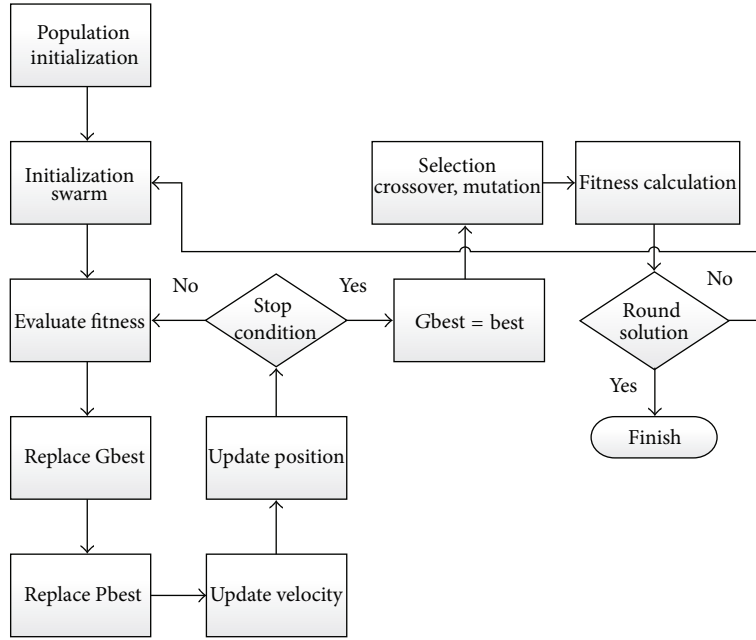 Population
initialization
Initialization
swarm
Selection
crossover, mutation
Fitness calculation
No
Yes
No
Evaluate fitness
Stop
condition
Gbest = best
Round
solution
Yes
Replace Gbest
Update position
Finish
Replace Pbest
Update velocity